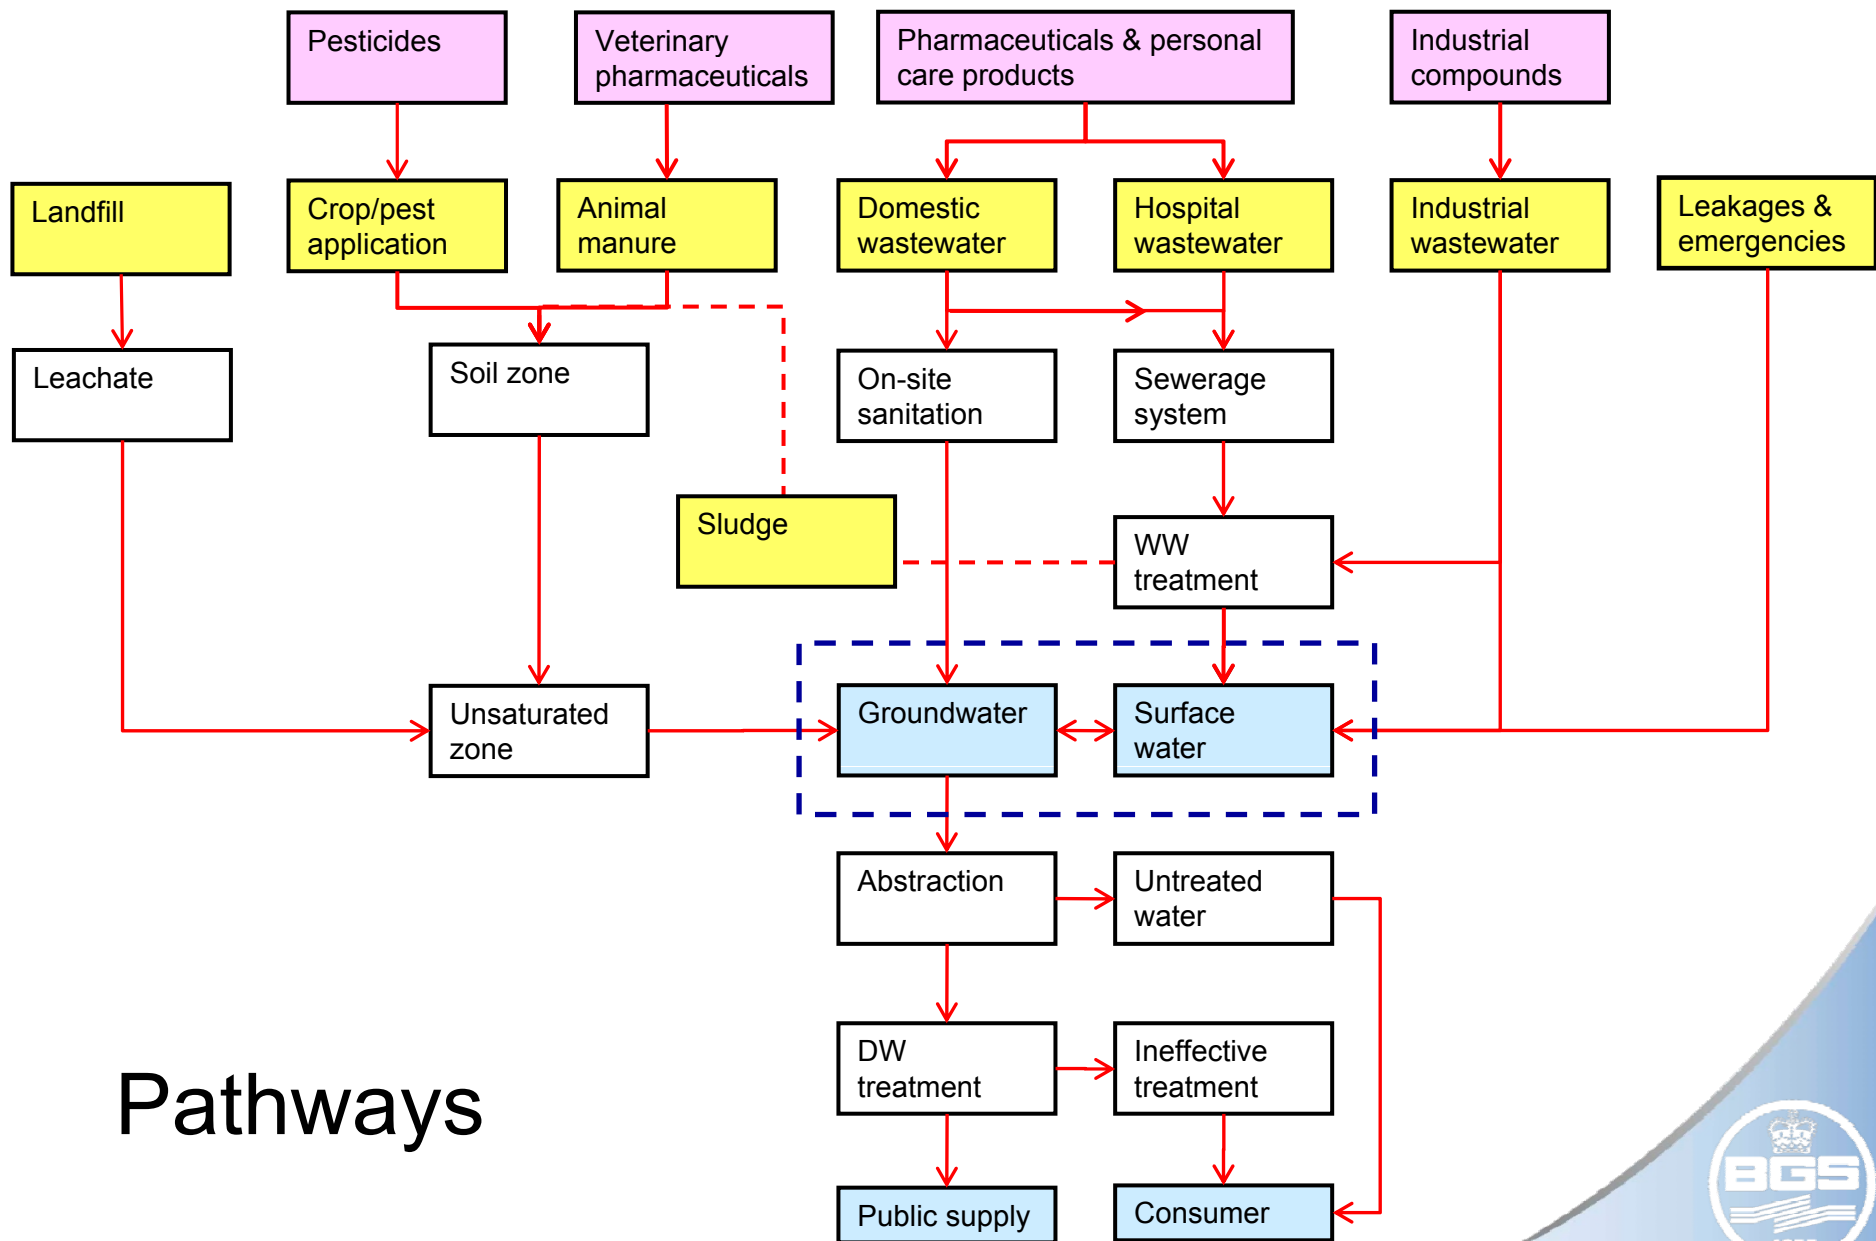 Pesticides
Veterinary
pharmaceuticals
Pharmaceuticals & personal
care products
Industrial
compounds
Landfill
Crop/pest
application
Animal
manure
Domestic
wastewater
Hospital
wastewater
Industrial
wastewater
Leakages &
emergencies
Leachate
Soil zone
On-site
sanitation
Sewerage
system
Sludge
WW
treatment
Unsaturated
zone
Groundwater
Surface
water
Abstraction
Untreated
water
DW
treatment
Ineffective
treatment
Pathways
Public supply
Consumer
BGS